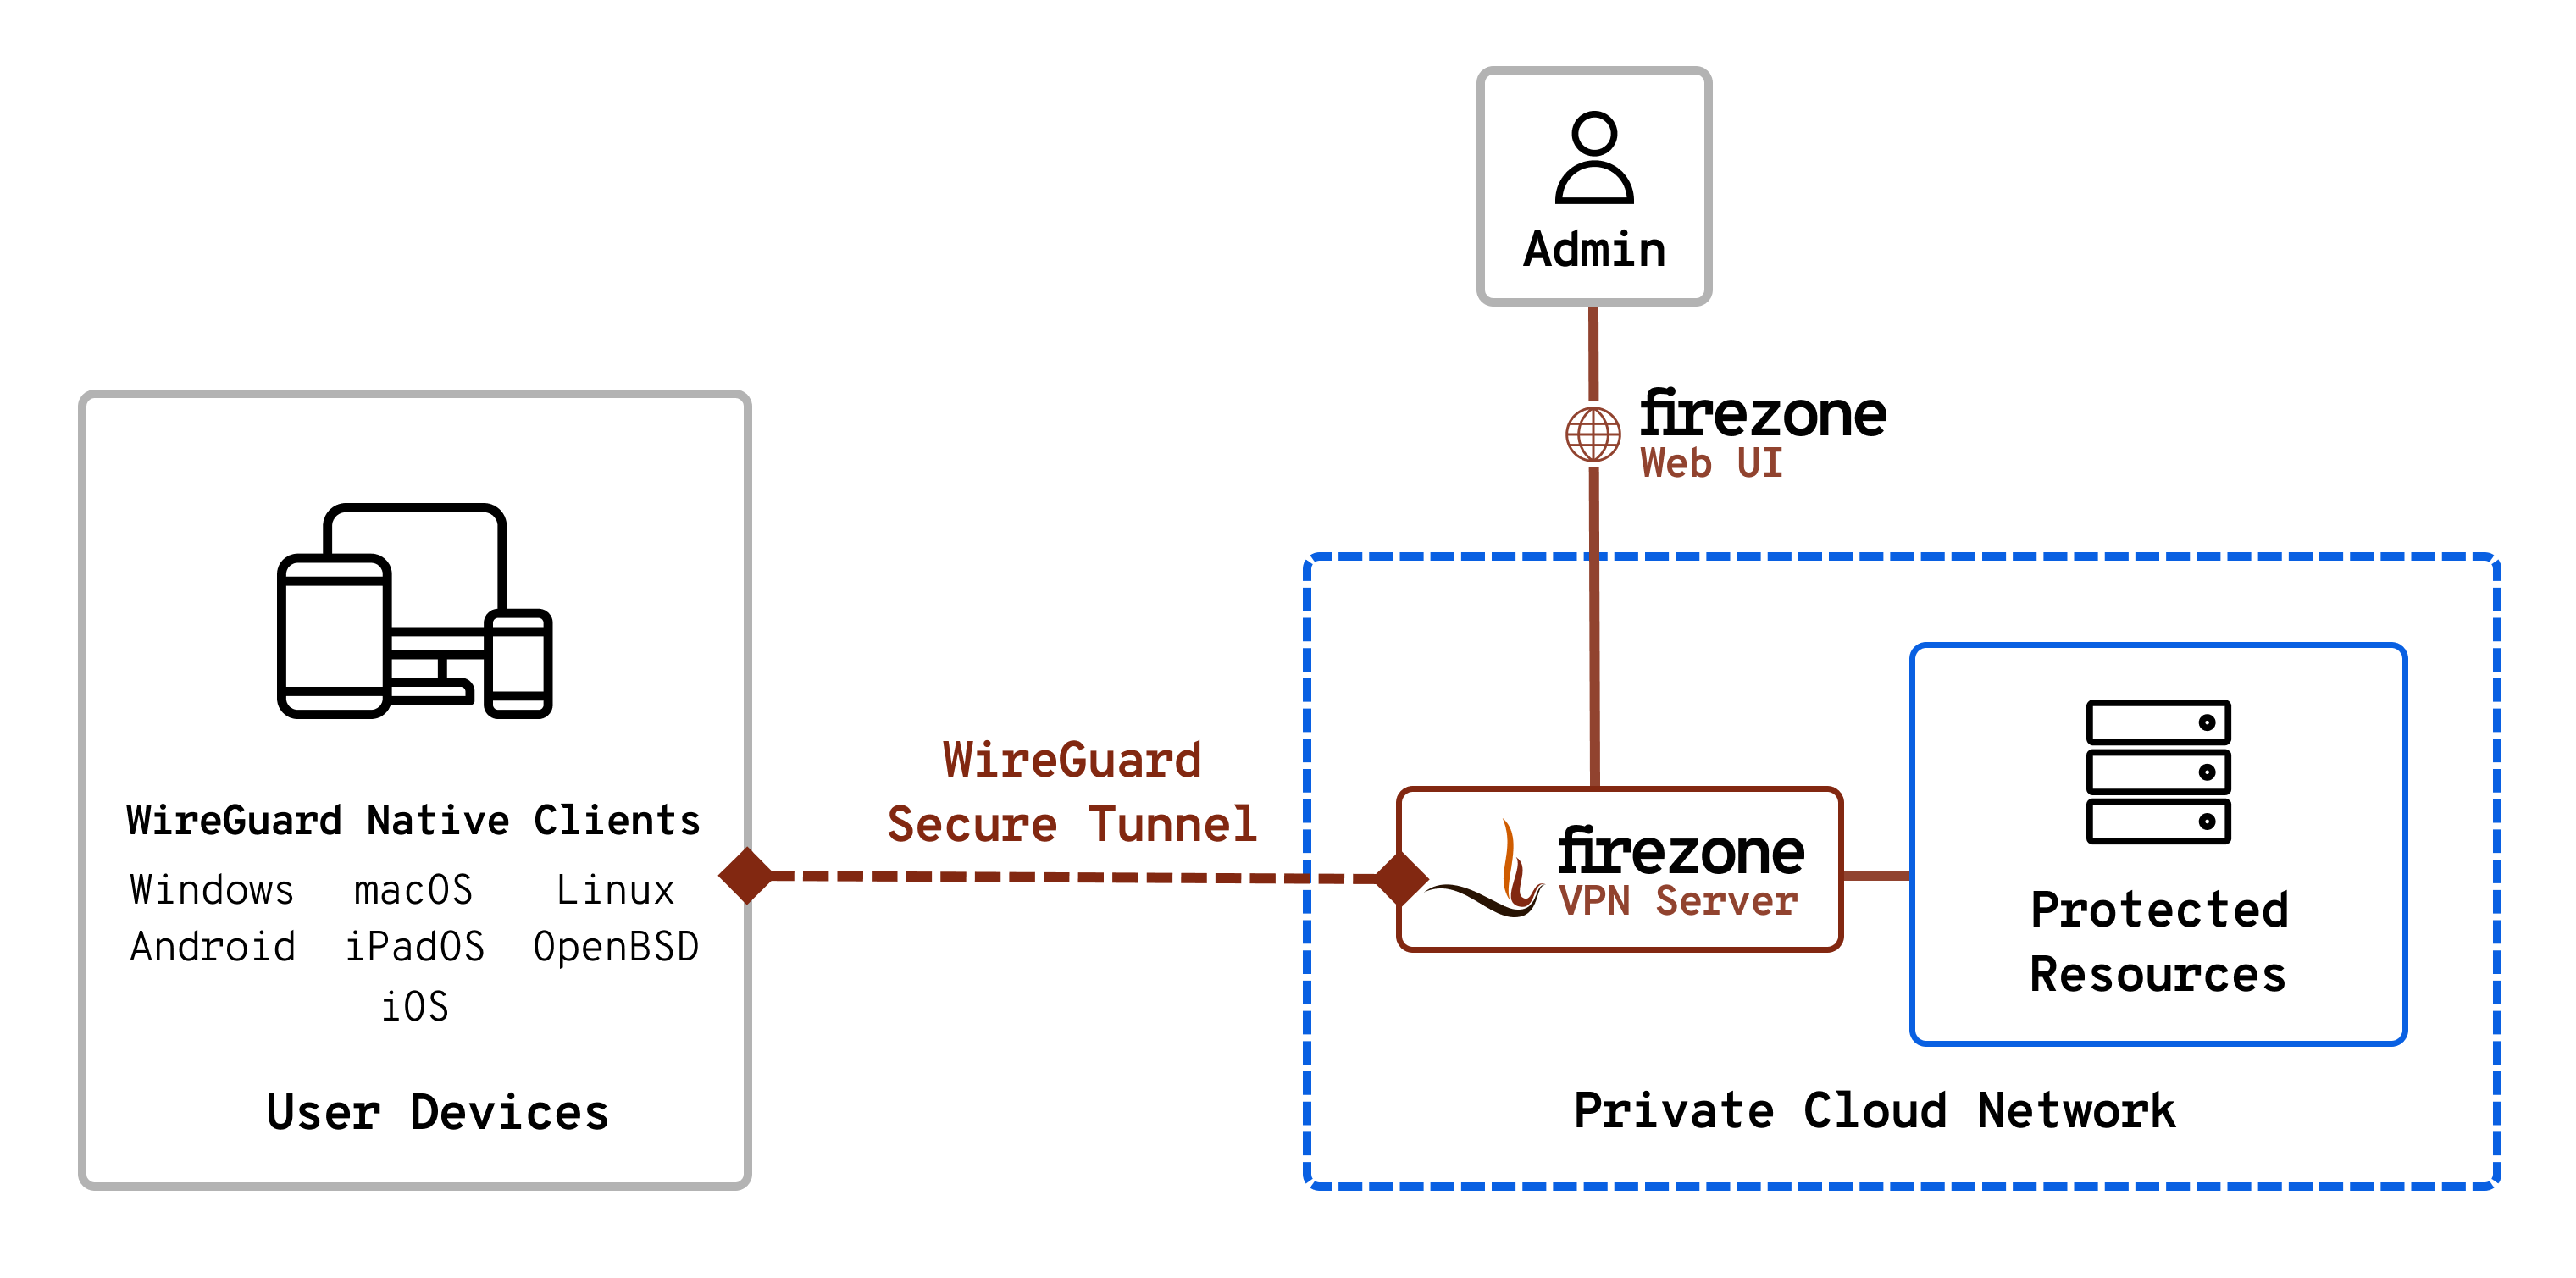 Admin
firezone
Web UI
WireGuard
Secure Tunnel
WireGuard Native Clients
Windows macOS Linux
Android iPadOS OpenBSD
iOS
User Devices
firezone
VPN Server
Protected
Resources
Private Cloud Network